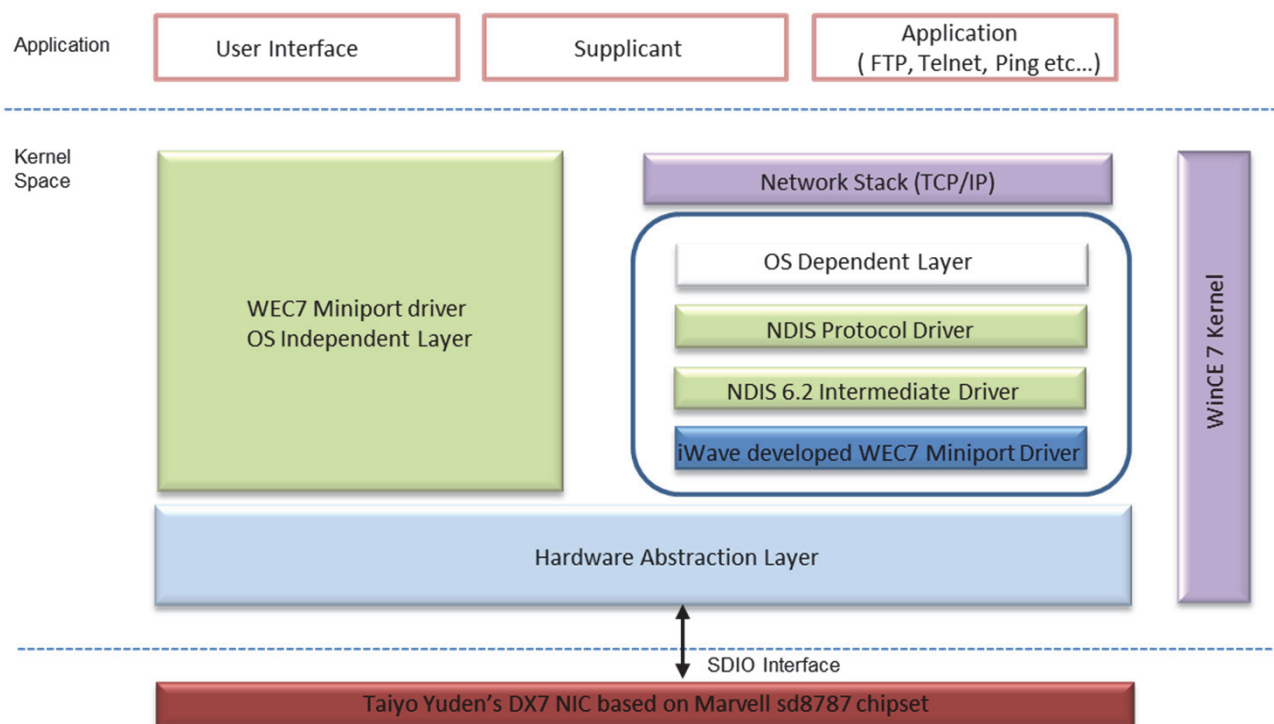 Application
User Interface
Supplicant
Application
( FTP, Telnet, Ping etc...)
Kernel
Space
Network Stack (TCP/IP)
OS Dependent Layer
WEC7 Miniport driver
OS Independent Layer
NDIS Protocol Driver
NDIS 6.2 Intermediate Driver
iWave developed WEC7 Miniport Driver
WinCE 7 Kernel
Hardware Abstraction Layer
SDIO Interface
Taiyo Yuden's DX7 NIC based on Marvell sd8787 chipset